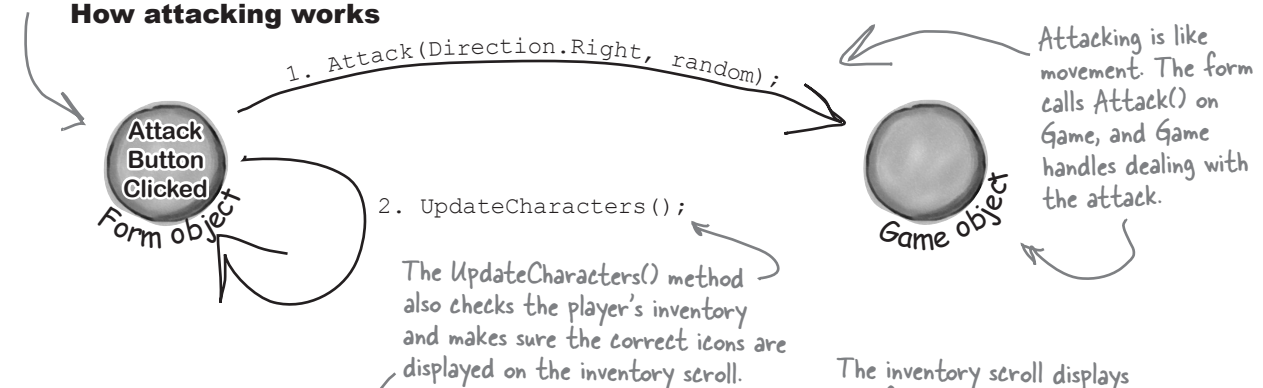 How attacking works
1. Attack(Direction.Right, random);
Attacking is like
movement. The form
calls Attack() on
Game, and Game
handles dealing with
the attack.
Attack
Button
Clicked
Form object
Game object
2. UpdateCharacters();
The UpdateCharacters() method
also checks the player's inventory
and makes sure the correct icons are
displayed on the inventory scroll.
The inventory scroll displays